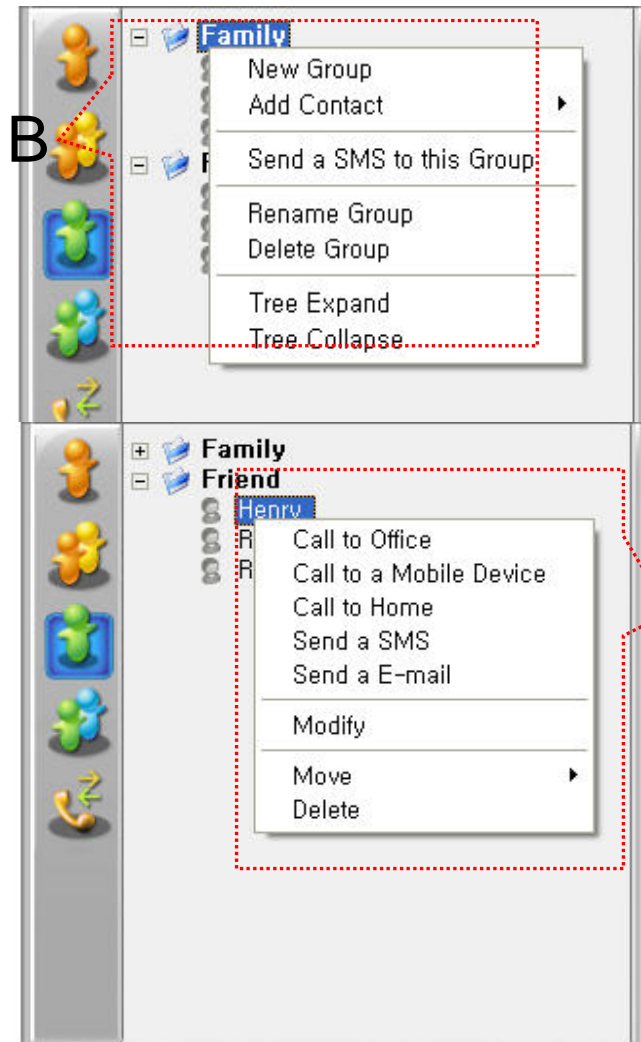 Family
New Group
Add Contact
B
Send a SMS to this Group
F
Rename Group
Delete Group
Tree Expand
Tree Collapse
Family
Friend
Henry
R
Call to Office
R
Call to a Mobile Device
Call to Home
Send a SMS
Send a E-mail
Modify
Move
Delete